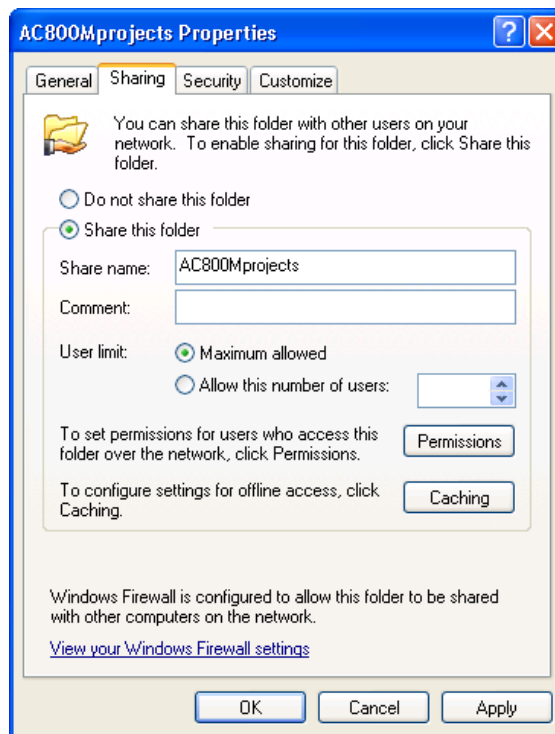 AC800Mprojects Properties
General Sharing Security Customize
You can share this folder with other users on your
network. To enable sharing for this folder, click Share this
folder.
Do not share this folder
Share this folder
Share name: AC800Mprojects
Comment:
User limit: Maximum allowed
Allow this number of users:
To set permissions for users who access this
folder over the network, click Permissions.
Permissions
To configure settings for offline access, click
Caching.
Caching
Windows Firewall is configured to allow this folder to be shared
with other computers on the network.
View your Windows Firewall settings
OK Cancel Apply